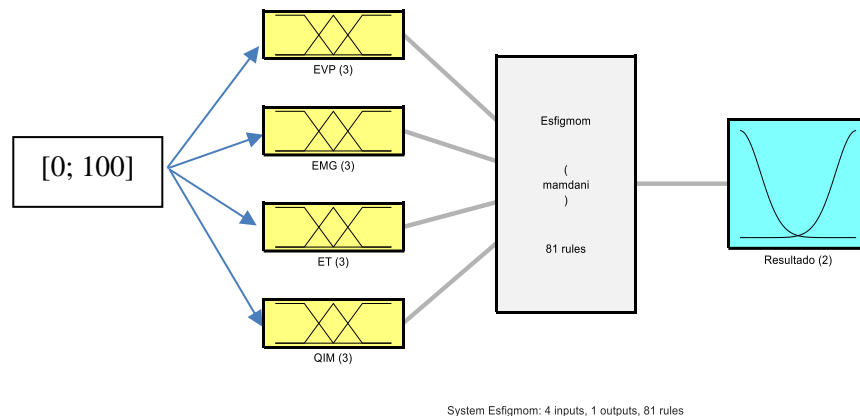 EVP (3)
[0; 100]
EMG (3)
ET (3)
QIM (3)
Esfigmom
(
mamdani
)
81 rules
Resultado (2)
System Esfigmom: 4 inputs, 1 outputs, 81 rules